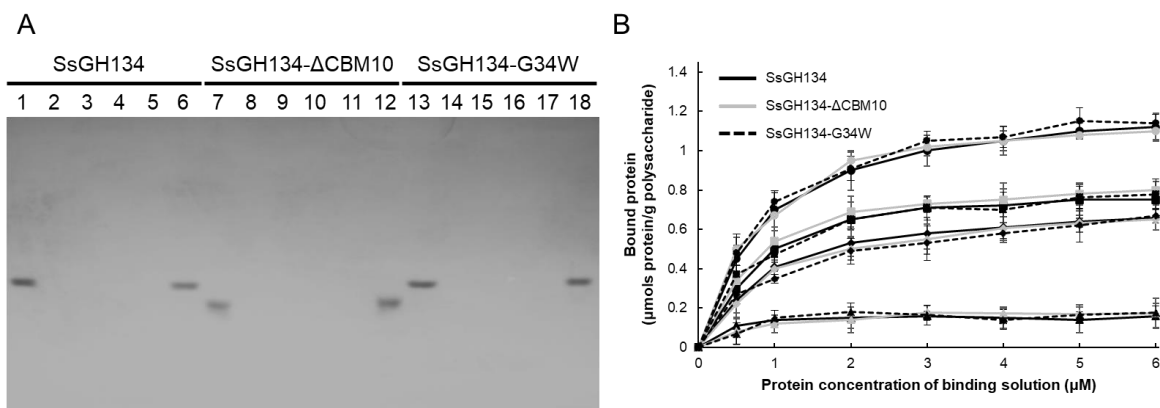 A
SsGH134 SsGH134-ΔCBM10 SsGH134-G34W
1 2 3 4 5 6 7 8 9 10 11 12 13 14 15 16 17 18
B
Bound protein
(μmols protein/g polysaccharide)
1.4
1.2
1
0.8
0.6
0.4
0.2
0
SsGH134
SsGH134-ΔCBM10
SsGH134-G34W
0 1 2 3 4 5 6
Protein concentration of binding solution (μM)